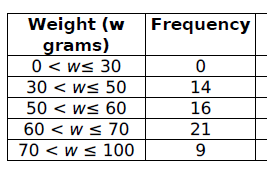 Weight (w grams) Frequency
0 < w ≤ 30 0
30 < w ≤ 50 14
50 < w ≤ 60 16
60 < w ≤ 70 21
70 < w ≤ 100 9